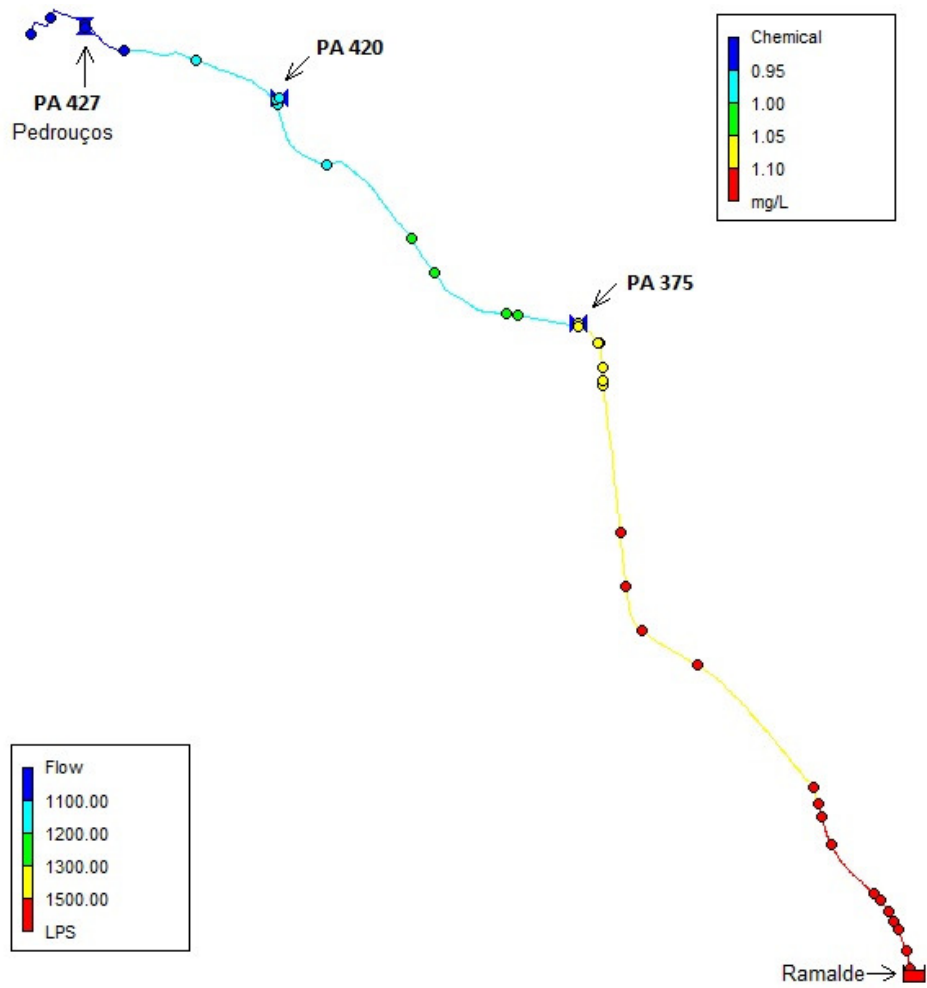 PA 420
Chemical
0.95
1.00
1.05
1.10
mg/L
PA 427
Pedrouços
PA 375
Flow
1100.00
1200.00
1300.00
1500.00
LPS
Ramalde